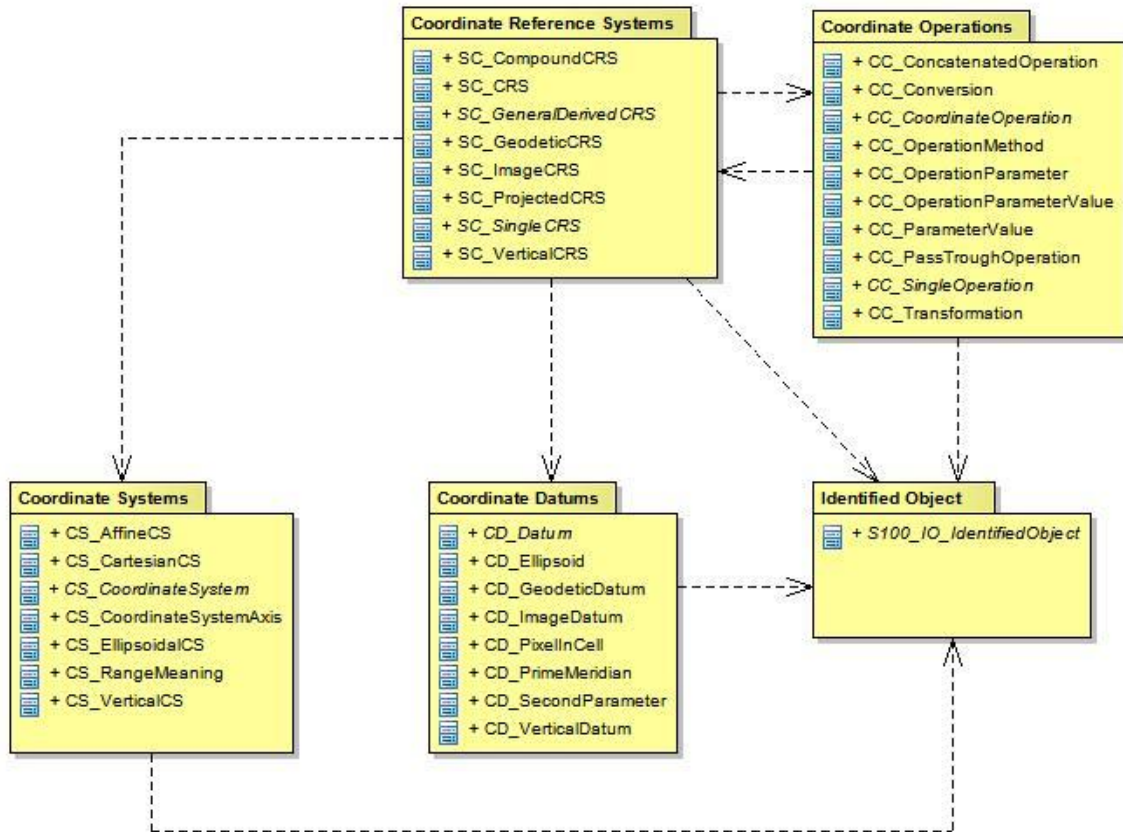 Coordinate Reference Systems
+ SC_CompoundCRS
+ SC_CRS
+ SC_GeneralDerivedCRS
+ SC_GeodeticCRS
+ SC_ImageCRS
+ SC_ProjectedCRS
+ SC_SingleCRS
+ SC_VerticalCRS
Coordinate Operations
+ CC_ConcatenatedOperation
+ CC_Conversion
+ CC_CoordinateOperation
+ CC_OperationMethod
+ CC_OperationParameter
+ CC_OperationParameterValue
+ CC_ParameterValue
+ CC_PassTroughOperation
+ CC_SingleOperation
+ CC_Transformation
Coordinate Systems
+ CS_AffineCS
+ CS_CartesianCS
+ CS_CoordinateSystem
+ CS_CoordinateSystemAxis
+ CS_EllipsoidalCS
+ CS_RangeMeaning
+ CS_VerticalCS
Coordinate Datums
+ CD_Datum
+ CD_Ellipsoid
+ CD_GeodeticDatum
+ CD_ImageDatum
+ CD_PixelInCell
+ CD_PrimeMeridian
+ CD_SecondParameter
+ CD_VerticalDatum
Identified Object
+ S100_IO_IdentifiedObject